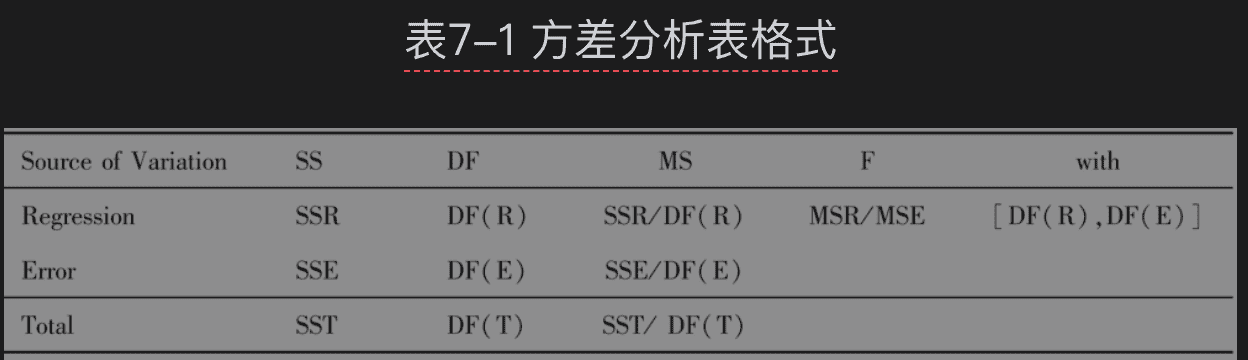 表7–1 方差分析表格式
Source of Variation SS DF MS F with
Regression SSR DF(R) SSR/DF(R) MSR/MSE [DF(R),DF(E)]
Error SSE DF(E) SSE/DF(E)
Total SST DF(T) SST/ DF(T)